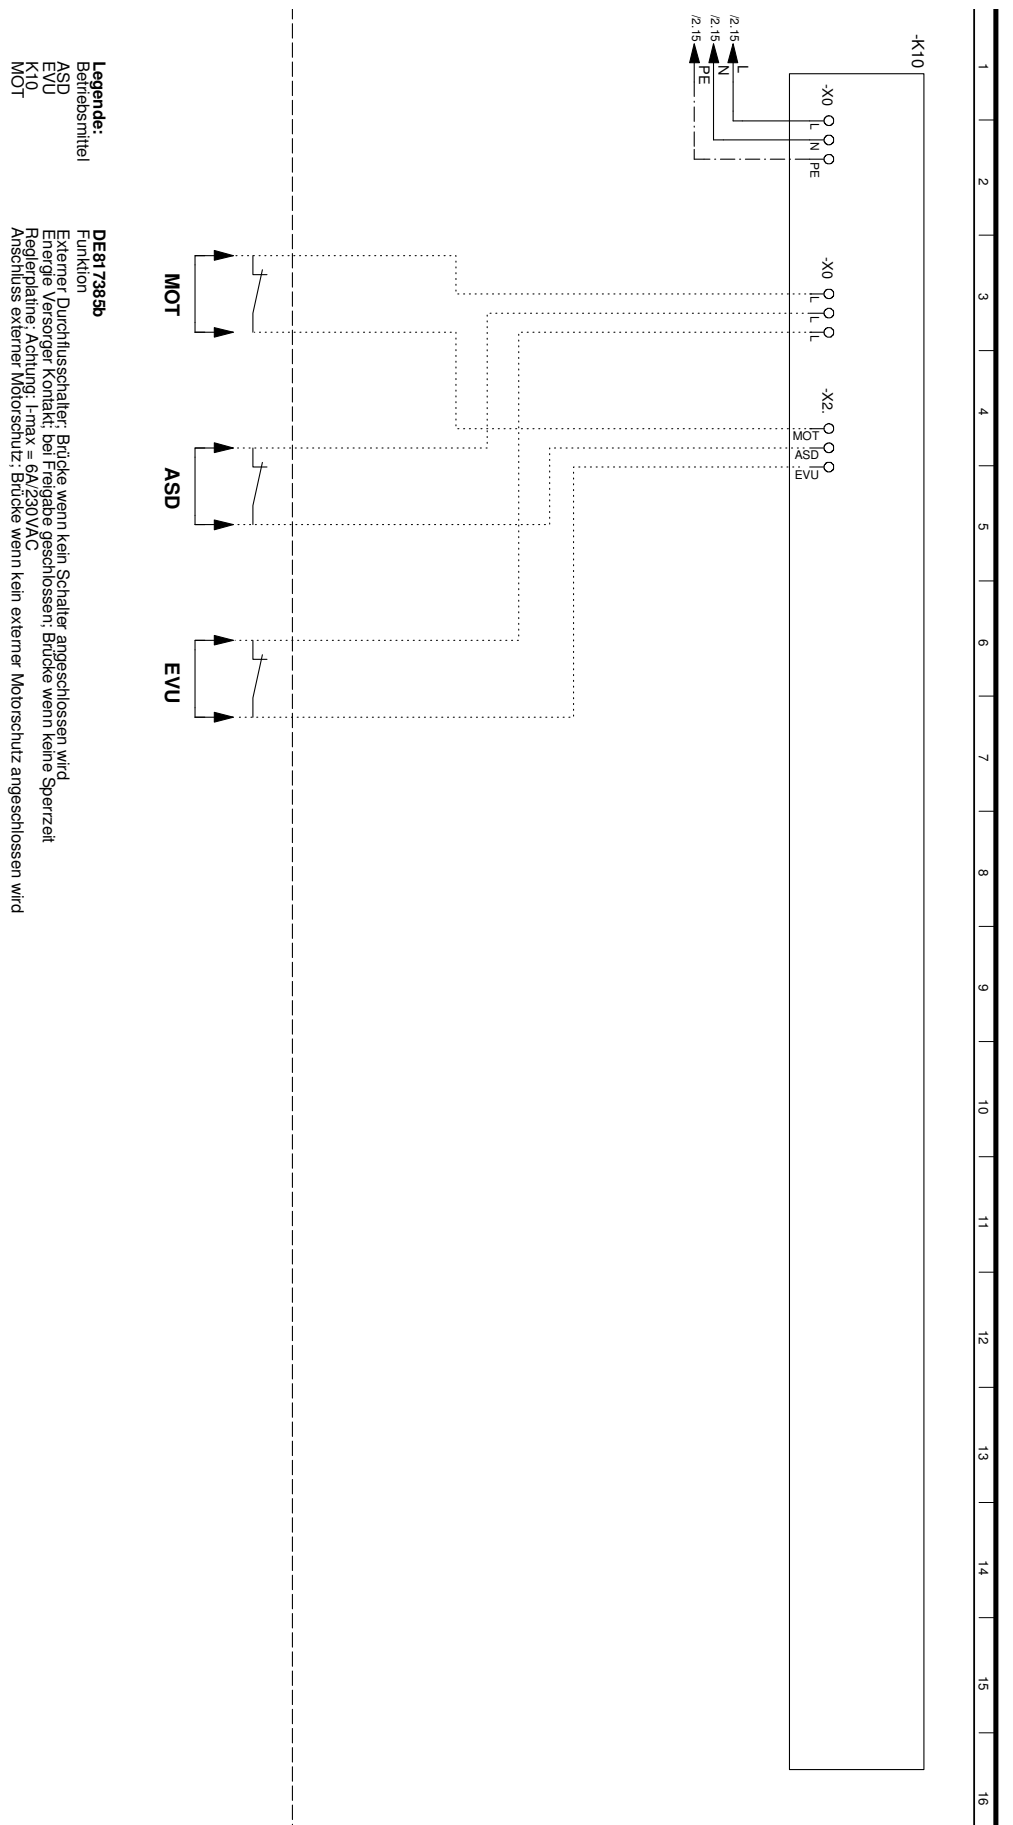 1
2
3
4
5
6
7
8
9
10
11
12
13
14
15
16
-K10
-X0
L
N
PE
-X0
L
L
L
-X2.
MOT
ASD
EVU
L
N
PE
/2.15
/2.15
/2.15
MOT
ASD
EVU
Legende: DE817385b
Betriebsmittel Funktion
ASD Externer Durchflusschalter; Brücke wenn kein Schalter angeschlossen wird
EVU Energie Versorger Kontakt; bei Freigabe geschlossen; Brücke wenn keine Sperrzeit
K10 Reglerplatine; Achtung: I-max = 6A/230VAC
MOT Anschluss externer Motorschutz; Brücke wenn kein externer Motorschutz angeschlossen wird